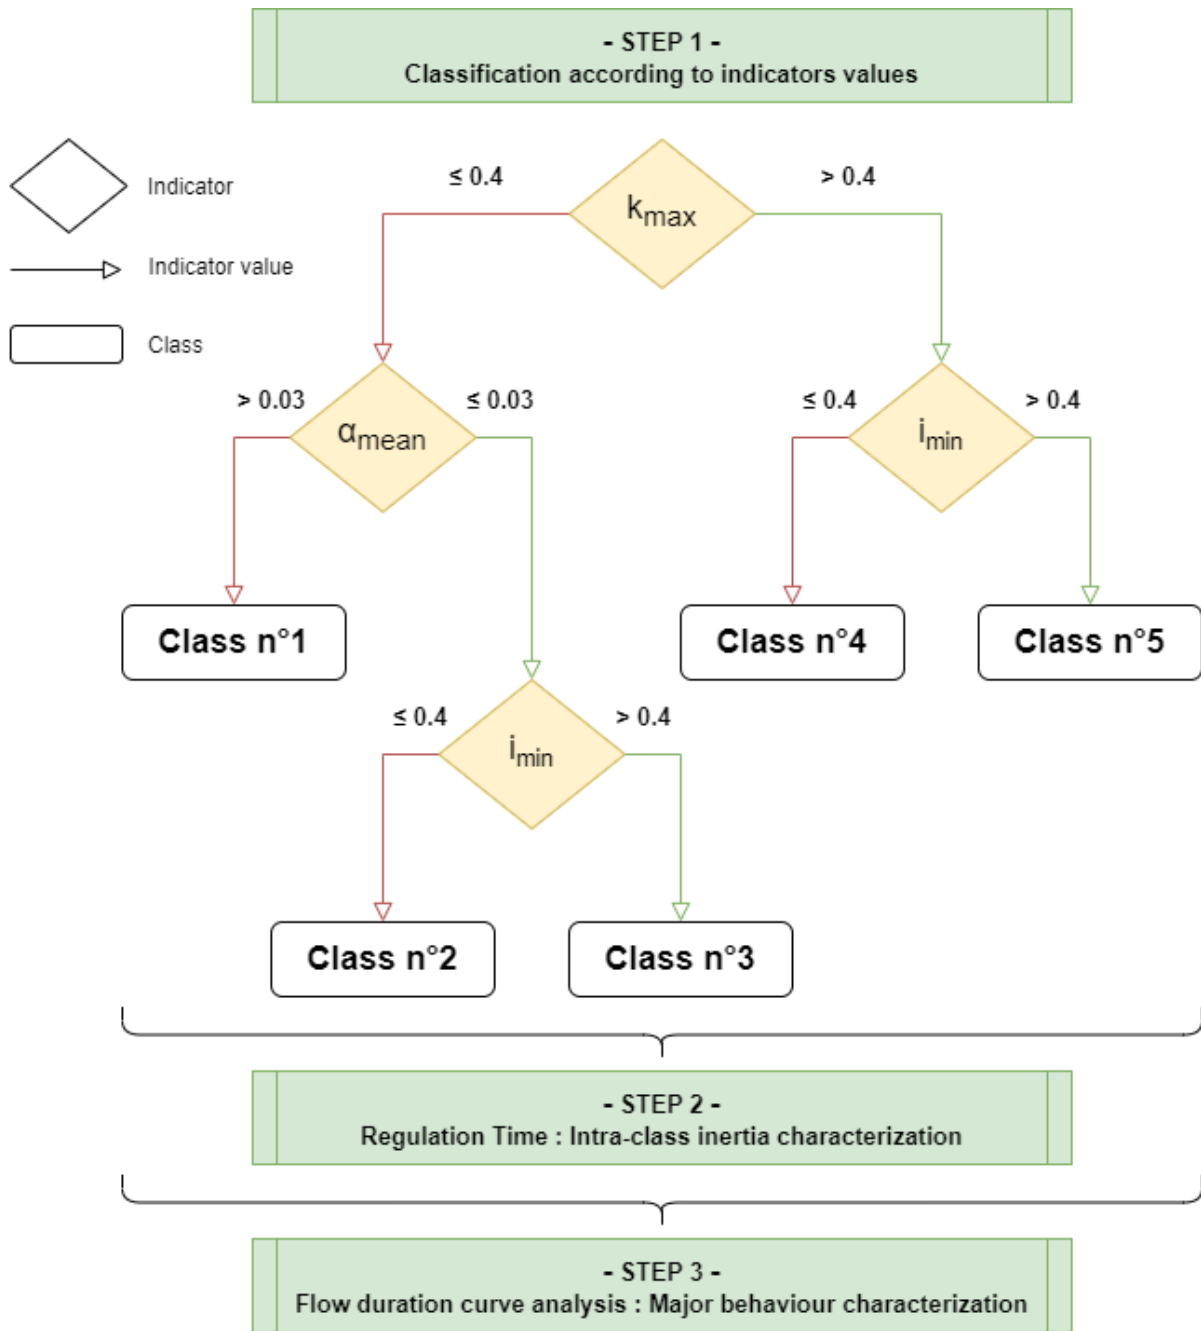 - STEP 1 -
Classification according to indicators values
Indicator
Indicator value
Class
≤ 0.4
> 0.4
kmax
> 0.03
≤ 0.03
αmean
≤ 0.4
> 0.4
imin
Class n°1
Class n°4
Class n°5
≤ 0.4
> 0.4
imin
Class n°2
Class n°3
- STEP 2 -
Regulation Time : Intra-class inertia characterization
- STEP 3 -
Flow duration curve analysis : Major behaviour characterization